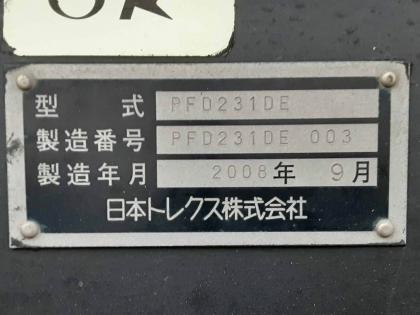 OK
型式 PFD231DE
製造番号 PFD231DE 003
製造年月 2008年 9月
日本トレクス株式会社